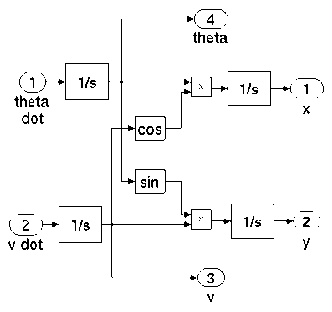 4
theta
1
theta
dot
1/s
x
1/s
1
x
cos
sin
2
v dot
1/s
1/s
2
y
3
v